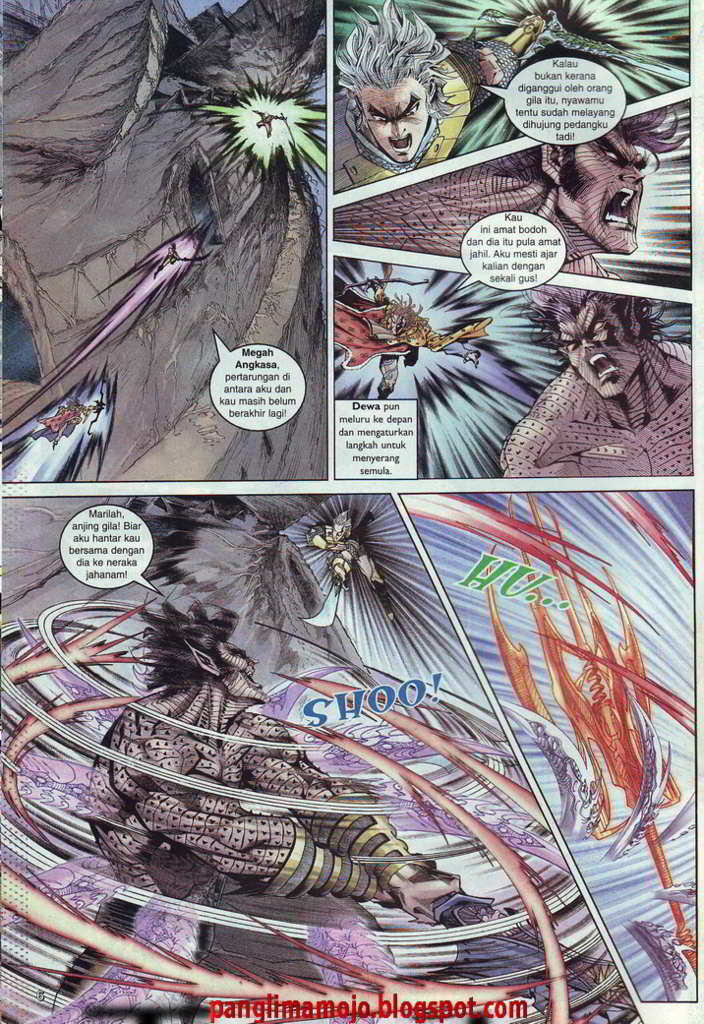 Megah
Angkasa,
pertarungan di
antara aku dan
kau masih belum
berakhir lagi!
Kalau
bukan kerana
diganggui oleh orang
gila itu, nyawamu
tentu sudah melayang
dihujung pedangku
tadi!
Kau
ini amat bodoh
dan dia itu pula amat
jahil. Aku mesti ajar
kalian dengan
sekali gus!
Dewa pun
meluru ke depan
dan mengaturkan
langkah untuk
menyerang
semula.
Marilah,
anjing gila! Biar
aku hantar kau
bersama dengan
dia ke neraka
jahanam!
SHOO!
HU...
5
panglimamojo.blogspot.com